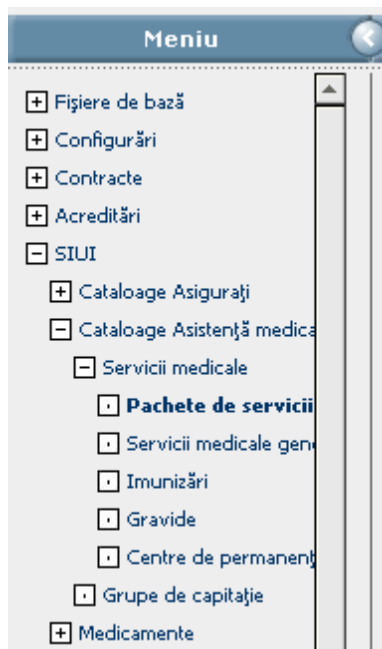 Meniu
Fişiere de bază
Configurări
Contracte
Acreditări
SIUI
Cataloage Asiguraţi
Cataloage Asistenţă medica
Servicii medicale
Pachete de servicii
Servicii medicale gen
Imunizări
Gravide
Centre de permanenţ
Grupe de capitaţie
Medicamente